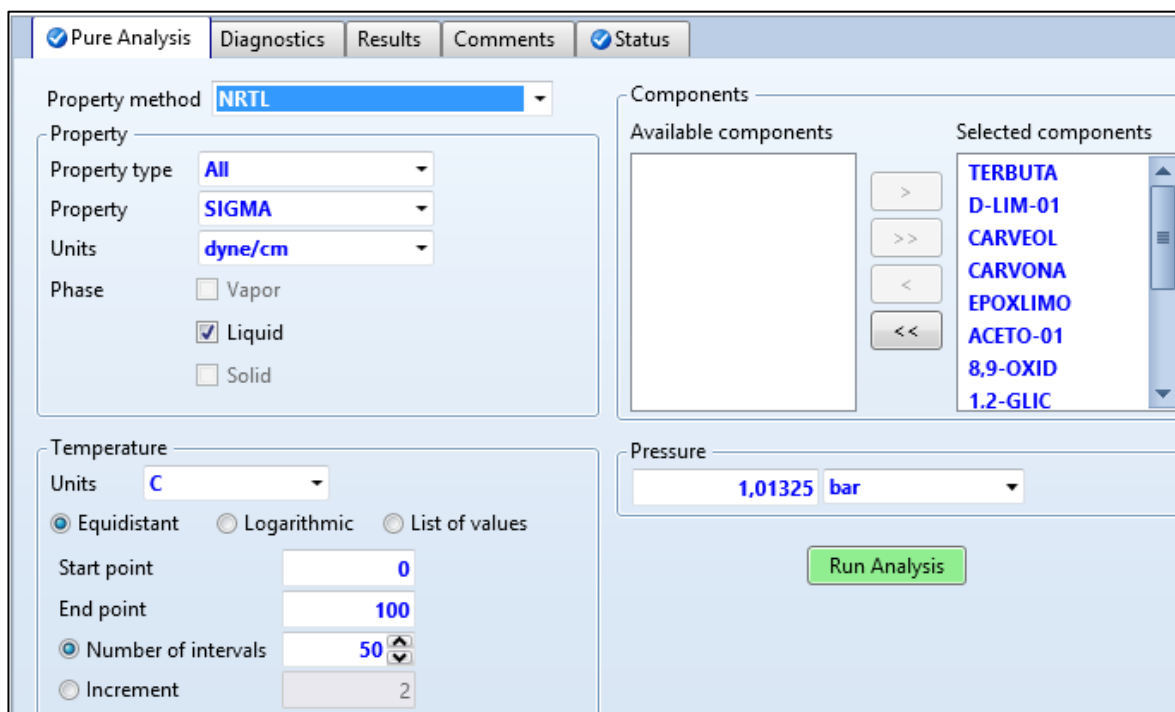 Pure Analysis Diagnostics Results Comments Status
Property method NRTL
Property
Property type All
Property SIGMA
Units dyne/cm
Phase Vapor
Liquid
Solid
Components
Available components Selected components
TERBUTA
D-LIM-01
CARVEOL
CARVONA
EPOXLIMO
ACETO-01
8,9-OXID
1,2-GLIC
>
>>
<
<<
Temperature
Units C
Equidistant Logarithmic List of values
Start point 0
End point 100
Number of intervals 50
Increment 2
Pressure
1,01325 bar
Run Analysis